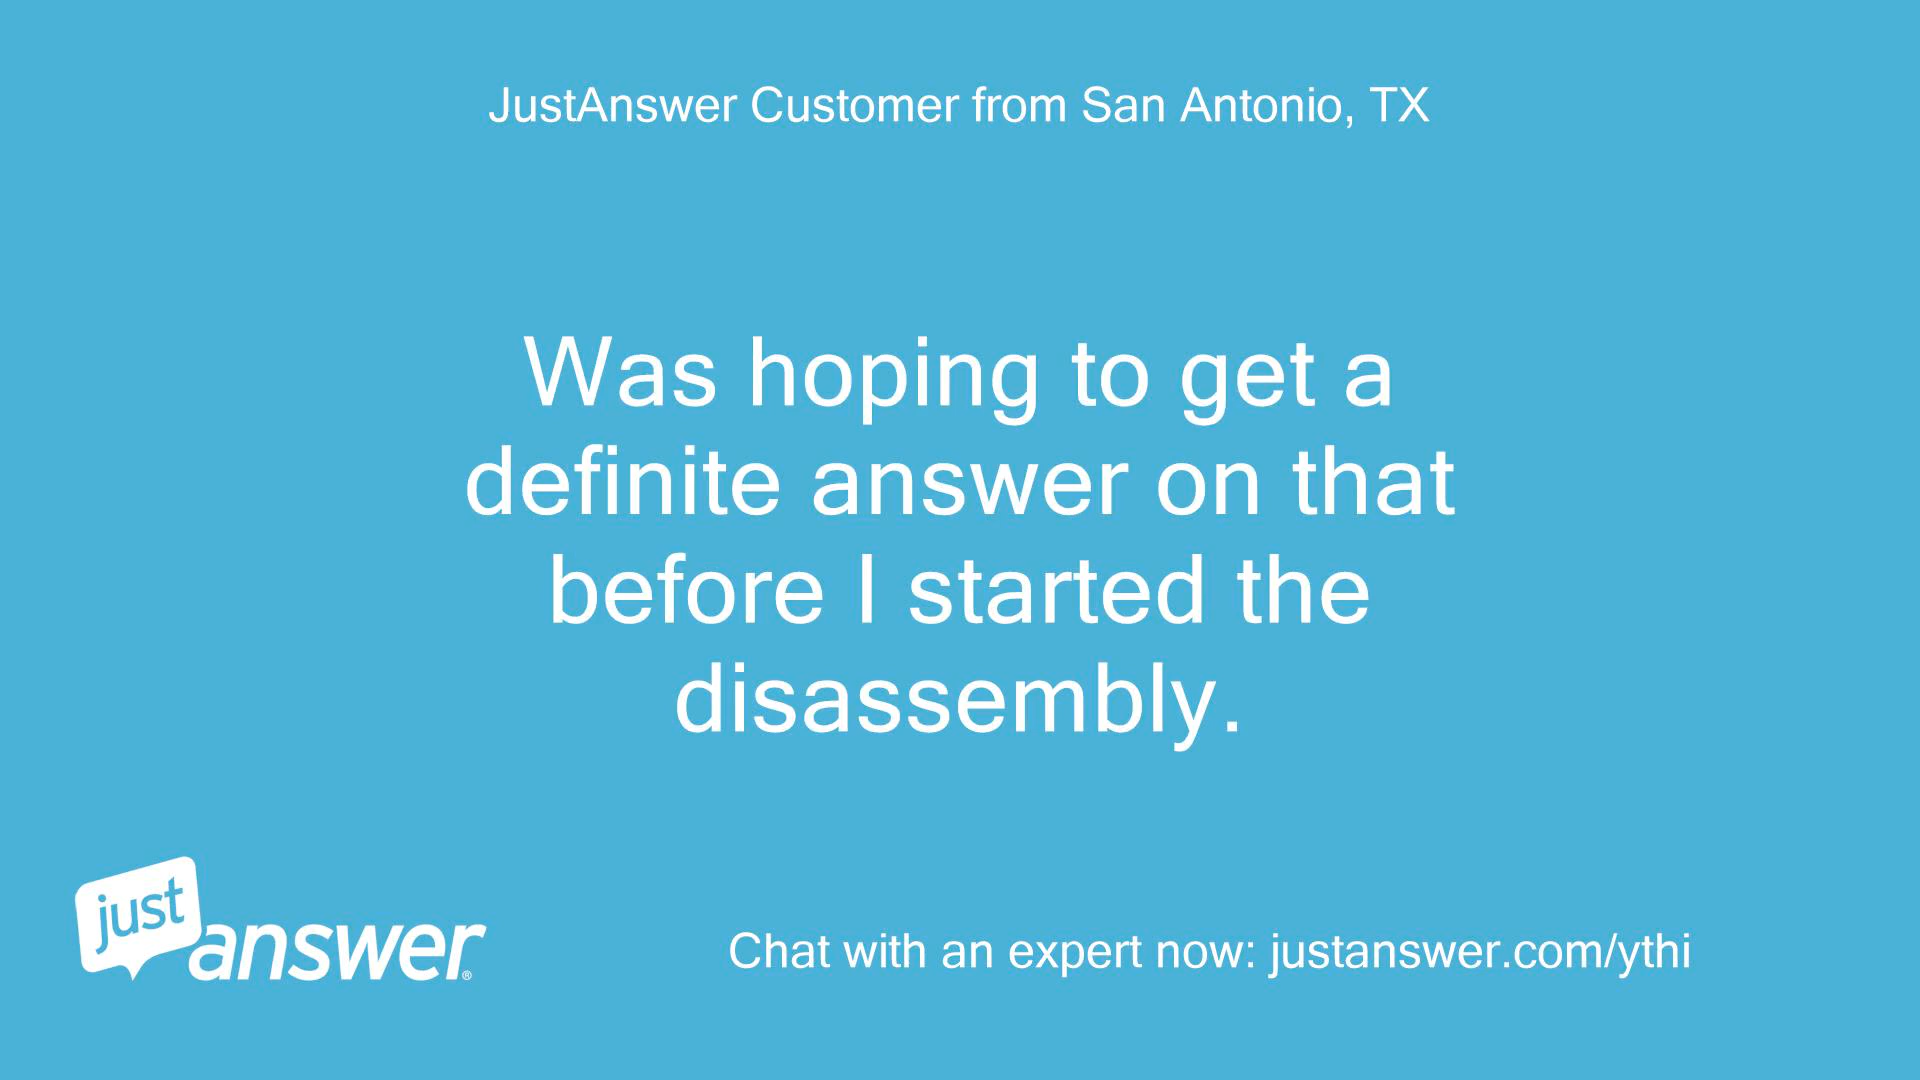 JustAnswer Customer from San Antonio, TX
Was hoping to get a
definite answer on that
before I started the
disassembly.
just
answer®
Chat with an expert now: justanswer.com/ythi